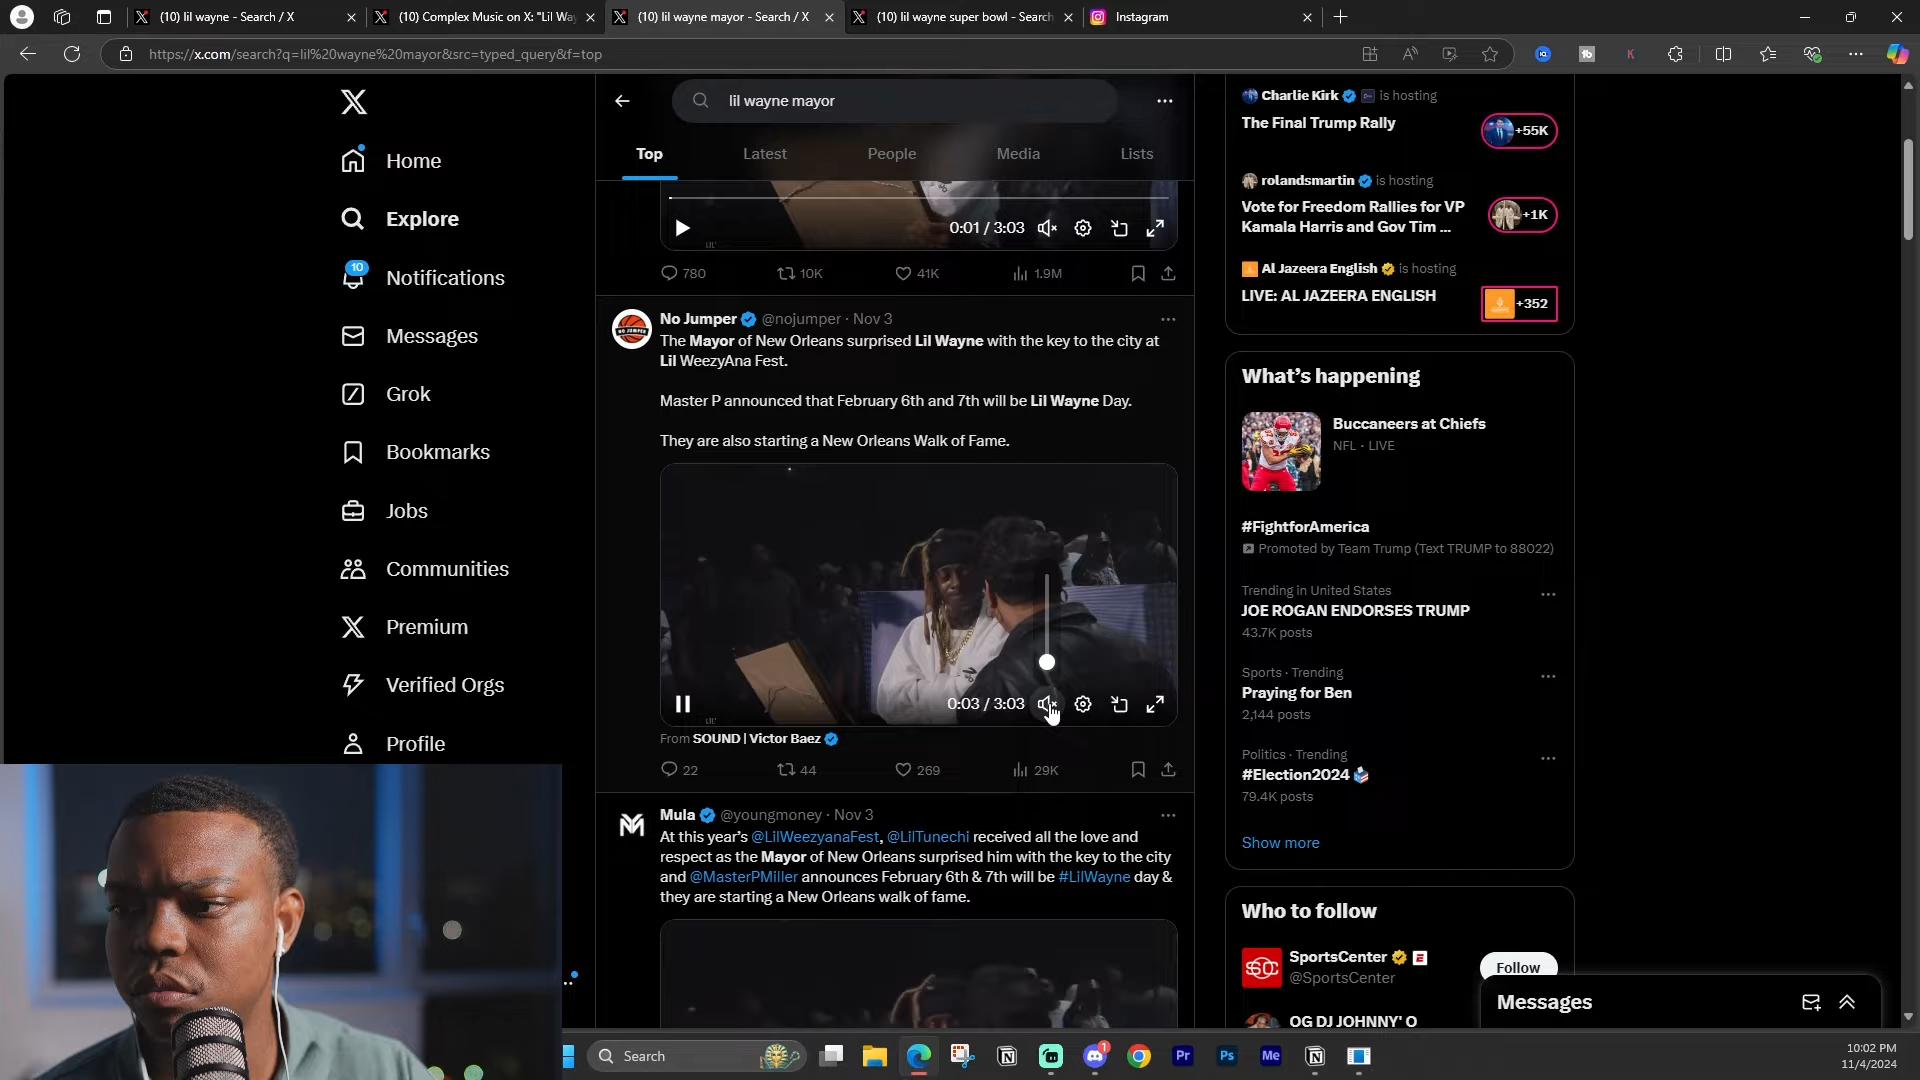 (10) lil wayne - Search / X
(10) Complex Music on X: "Lil Wa
(10) lil wayne mayor - Search / X
(10) lil wayne super bowl - Search
Instagram
https://x.com/search?q=lil%20wayne%20mayor&src=typed_query&f=top
lil wayne mayor
Top
Latest
People
Media
Lists
Home
Explore
10
Notifications
Messages
Grok
Bookmarks
Jobs
Communities
Premium
Verified Orgs
Profile
0:01 / 3:03
780
10K
41K
1.9M
No Jumper @nojumper · Nov 3
The Mayor of New Orleans surprised Lil Wayne with the key to the city at
Lil WeezyAna Fest.
Master P announced that February 6th and 7th will be Lil Wayne Day.
They are also starting a New Orleans Walk of Fame.
0:03 / 3:03
From SOUND | Victor Baez
22
44
269
29K
Mula @youngmoney · Nov 3
At this year's @LilWeezyanaFest, @LilTunechi received all the love and
respect as the Mayor of New Orleans surprised him with the key to the city
and @MasterPMiller announces February 6th & 7th will be #LilWayne day &
they are starting a New Orleans walk of fame.
Charlie Kirk is hosting
The Final Trump Rally
+55K
rolandsmartin is hosting
Vote for Freedom Rallies for VP
Kamala Harris and Gov Tim ...
+1K
Al Jazeera English is hosting
LIVE: AL JAZEERA ENGLISH
+352
What's happening
Buccaneers at Chiefs
NFL · LIVE
#FightforAmerica
Promoted by Team Trump (Text TRUMP to 88022)
Trending in United States
JOE ROGAN ENDORSES TRUMP
43.7K posts
Sports · Trending
Praying for Ben
2,144 posts
Politics · Trending
#Election2024
79.4K posts
Show more
Who to follow
SportsCenter
@SportsCenter
Follow
OG DJ JOHNNY' O
Messages
Search
1
Pr
Ps
Me
10:02 PM
11/4/2024